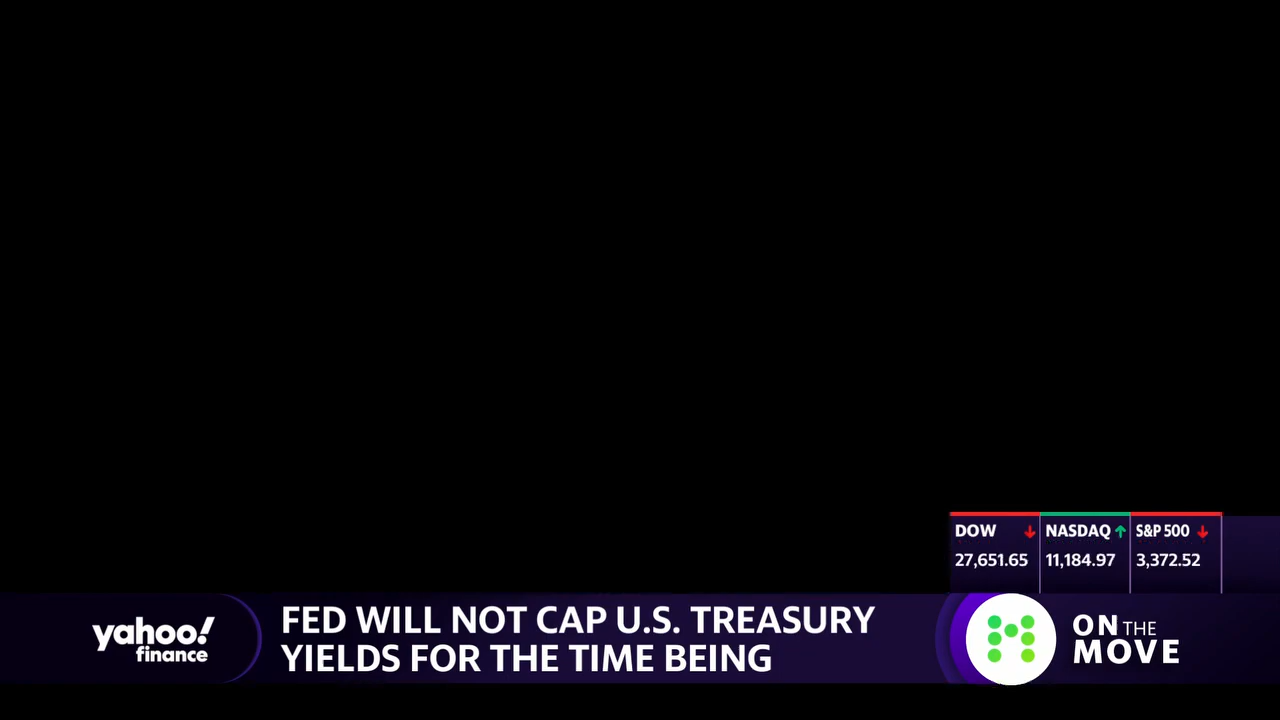 DOW
27,651.65
NASDAQ
11,184.97
S&P 500
3,372.52
yahoo!
finance
FED WILL NOT CAP U.S. TREASURY
YIELDS FOR THE TIME BEING
ON THE
MOVE